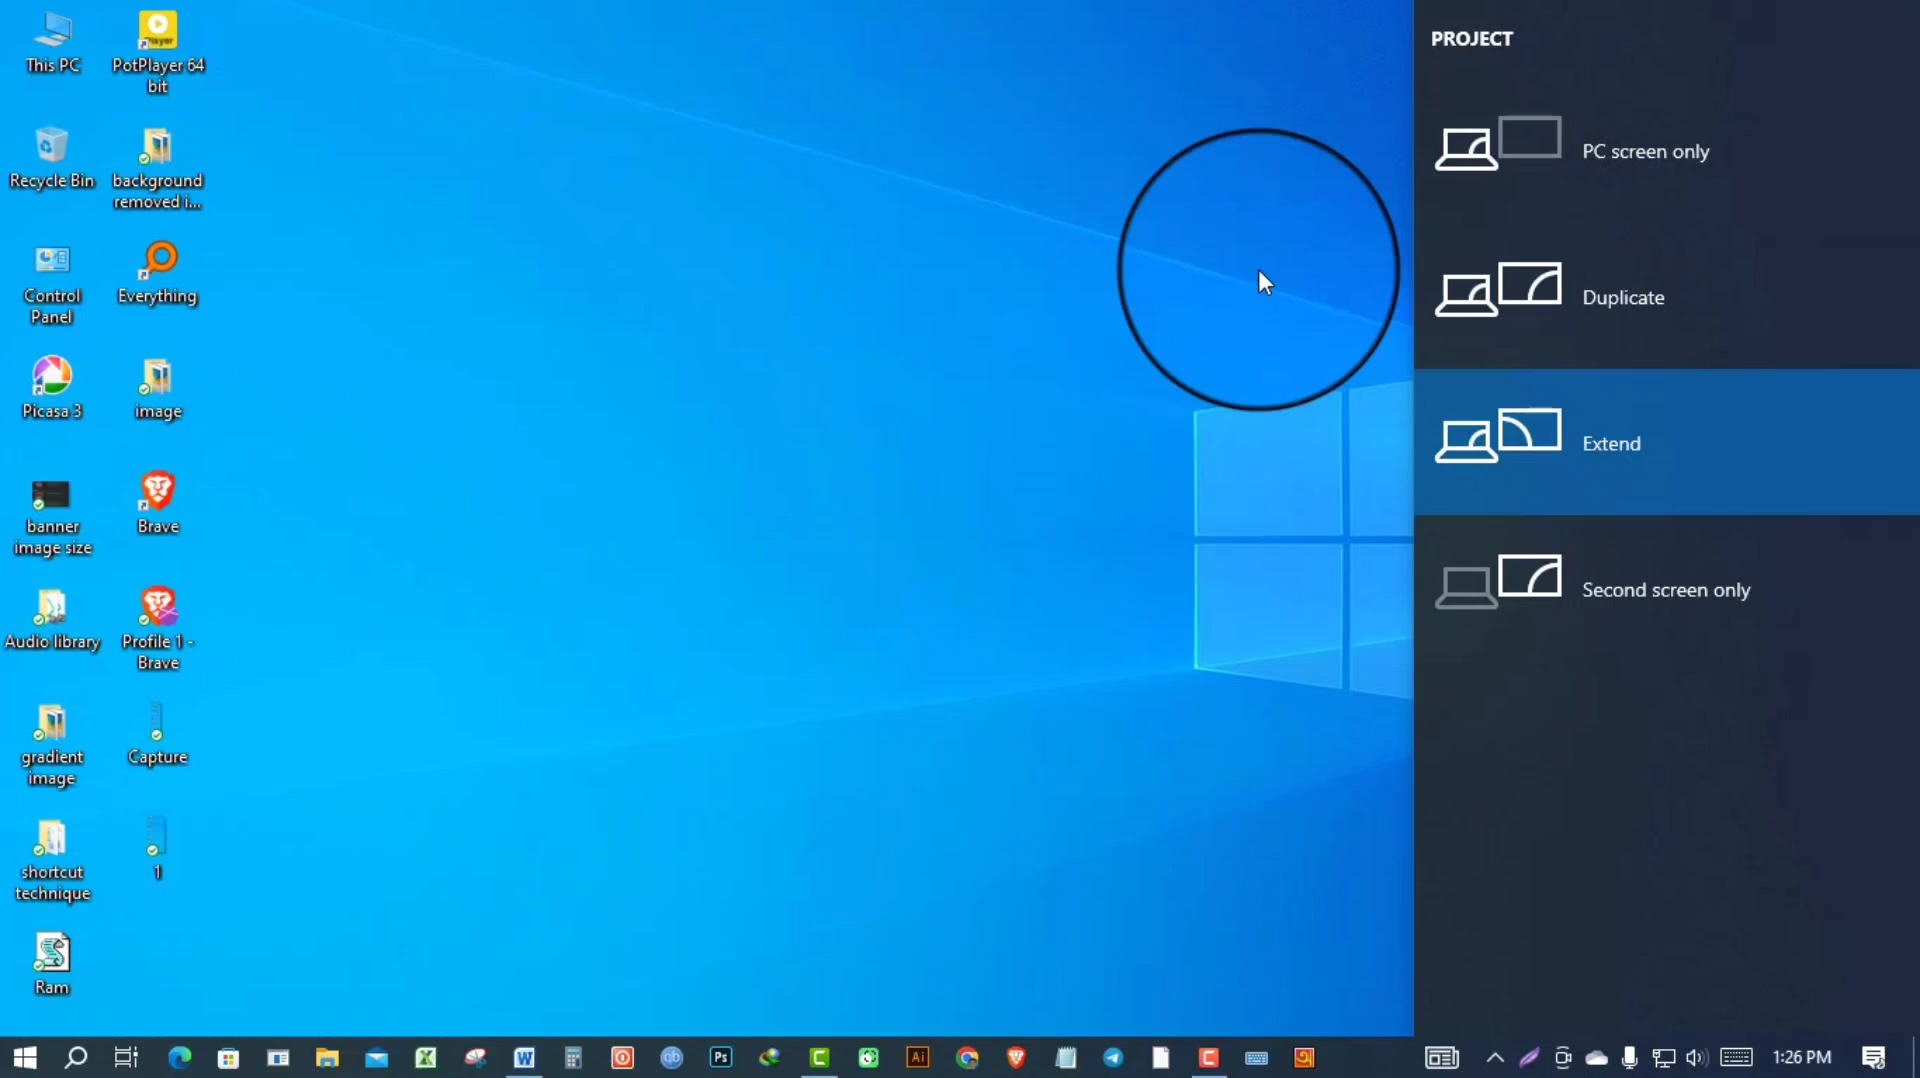 This PC
PotPlayer 64
bit
Recycle Bin
background
removed i...
Control
Panel
Everything
Picasa 3
image
banner
image size
Brave
Audio library
Profile 1 -
Brave
gradient
image
Capture
shortcut
technique
1
Ram
PROJECT
PC screen only
Duplicate
Extend
Second screen only
1:26 PM